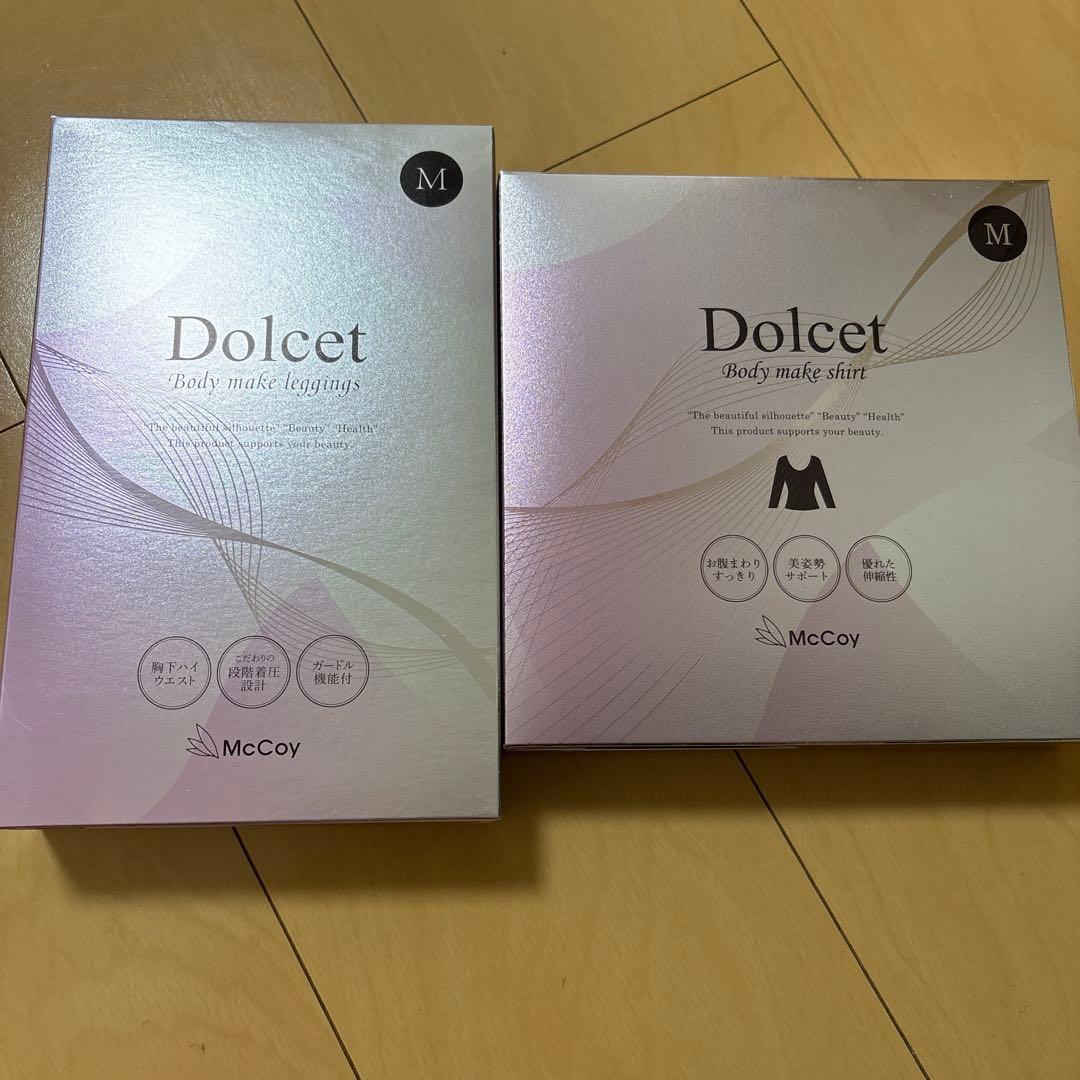 M
Dolcet
Body make leggings
"The beautiful silhouette" "Beauty" "Health"
This product supports your beauty.
胸下ハイ
ウエスト
こだわりの
段階着圧
設計
ガードル
機能付
McCoy
M
Dolcet
Body make shirt
"The beautiful silhouette" "Beauty" "Health"
This product supports your beauty.
お腹まわり
すっきり
美姿勢
サポート
優れた
伸縮性
McCoy